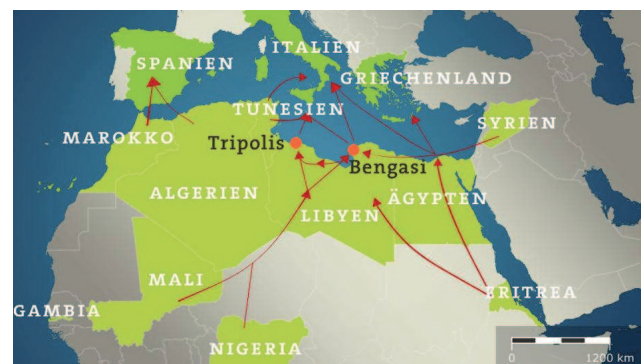 ITALIEN
SPANIEN
GRIECHENLAND
TUNESIEN
SYRIEN
MAROKKO
Tripolis
Bengasi
ALGERIEN
ÄGYPTEN
LIBYEN
MALI
ERITREA
GAMBIA
NIGERIA
0 1200 km